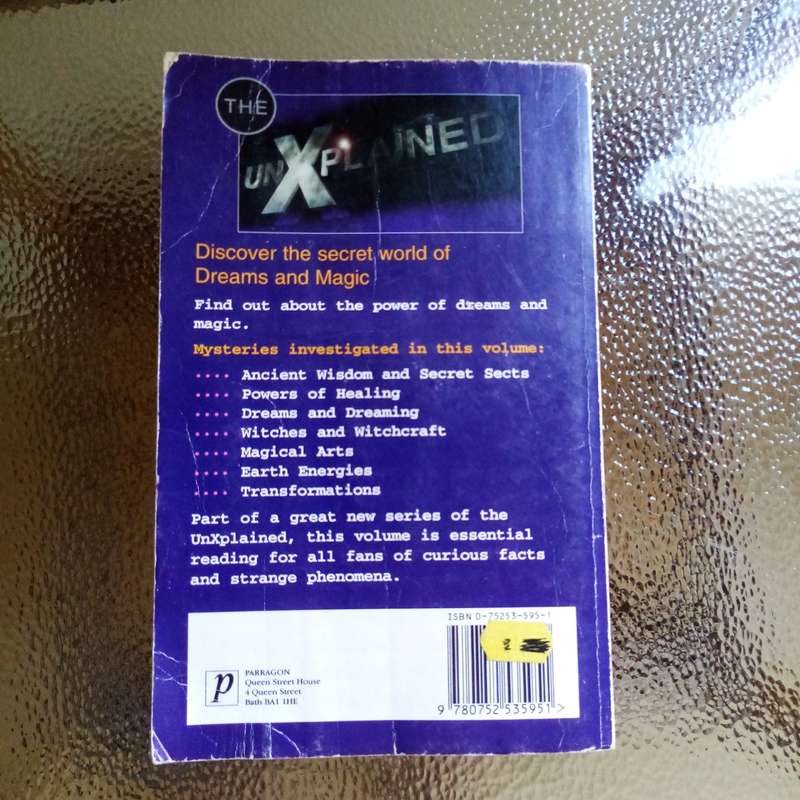 THE
UNXPLAINED
Discover the secret world of
Dreams and Magic
Find out about the power of dreams and
magic.
Mysteries investigated in this volume:
.... Ancient Wisdom and Secret Sects
.... Powers of Healing
.... Dreams and Dreaming
.... Witches and Witchcraft
.... Magical Arts
.... Earth Energies
.... Transformations
Part of a great new series of the
UnXplained, this volume is essential
reading for all fans of curious facts
and strange phenomena.
ISBN 0-75253-595-1
p
PARRAGON
Queen Street House
4 Queen Street
Bath BA1 1HE
9 780752 535951 >